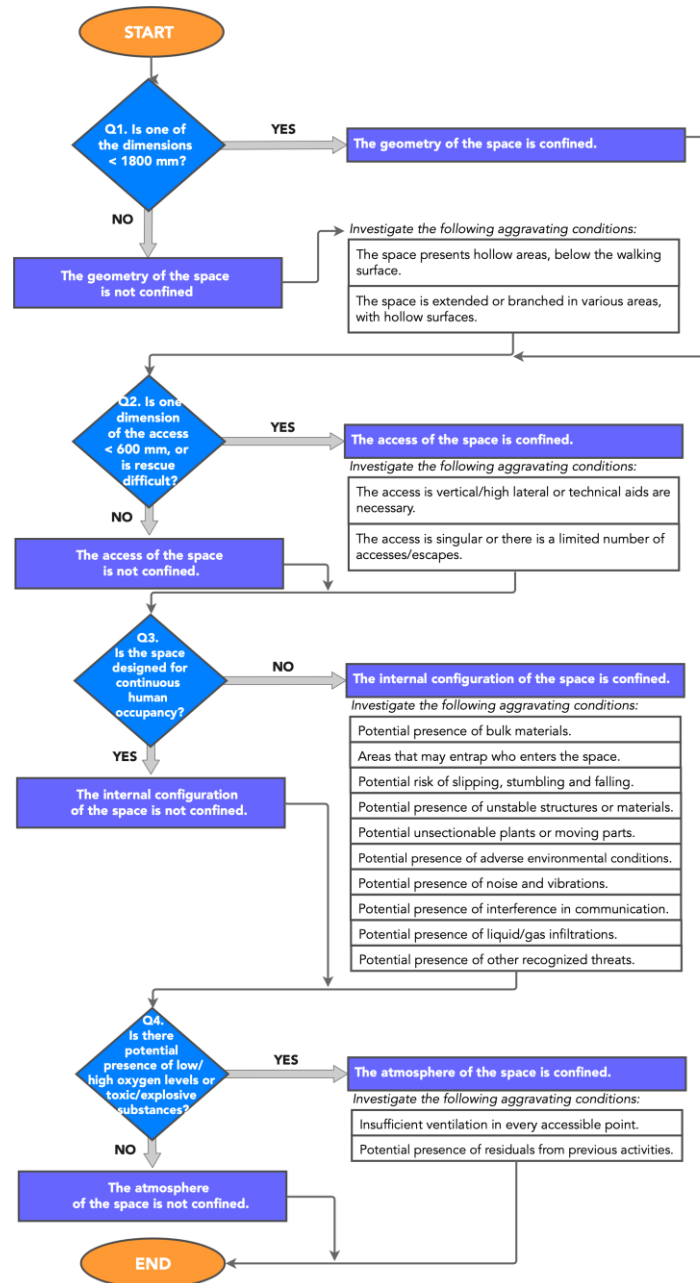 START
Q1. Is one of
the dimensions
< 1800 mm?
YES
The geometry of the space is confined.
NO
The geometry of the space
is not confined
Investigate the following aggravating conditions:
The space presents hollow areas, below the walking
surface.
The space is extended or branched in various areas,
with hollow surfaces.
Q2. Is one
dimension
of the access
< 600 mm, or
is rescue
difficult?
YES
The access of the space is confined.
Investigate the following aggravating conditions:
The access is vertical/high lateral or technical aids are
necessary.
The access is singular or there is a limited number of
accesses/escapes.
NO
The access of the space
is not confined.
Q3.
Is the space
designed for
continuous
human
occupancy?
NO
The internal configuration of the space is confined.
Investigate the following aggravating conditions:
Potential presence of bulk materials.
Areas that may entrap who enters the space.
Potential risk of slipping, stumbling and falling.
Potential presence of unstable structures or materials.
Potential unsectionable plants or moving parts.
Potential presence of adverse environmental conditions.
Potential presence of noise and vibrations.
Potential presence of interference in communication.
Potential presence of liquid/gas infiltrations.
Potential presence of other recognized threats.
YES
The internal configuration
of the space is not confined.
Q4.
Is there
potential
presence of low/
high oxygen levels or
toxic/explosive
substances?
YES
The atmosphere of the space is confined.
Investigate the following aggravating conditions:
Insufficient ventilation in every accessible point.
Potential presence of residuals from previous activities.
NO
The atmosphere
of the space is not confined.
END